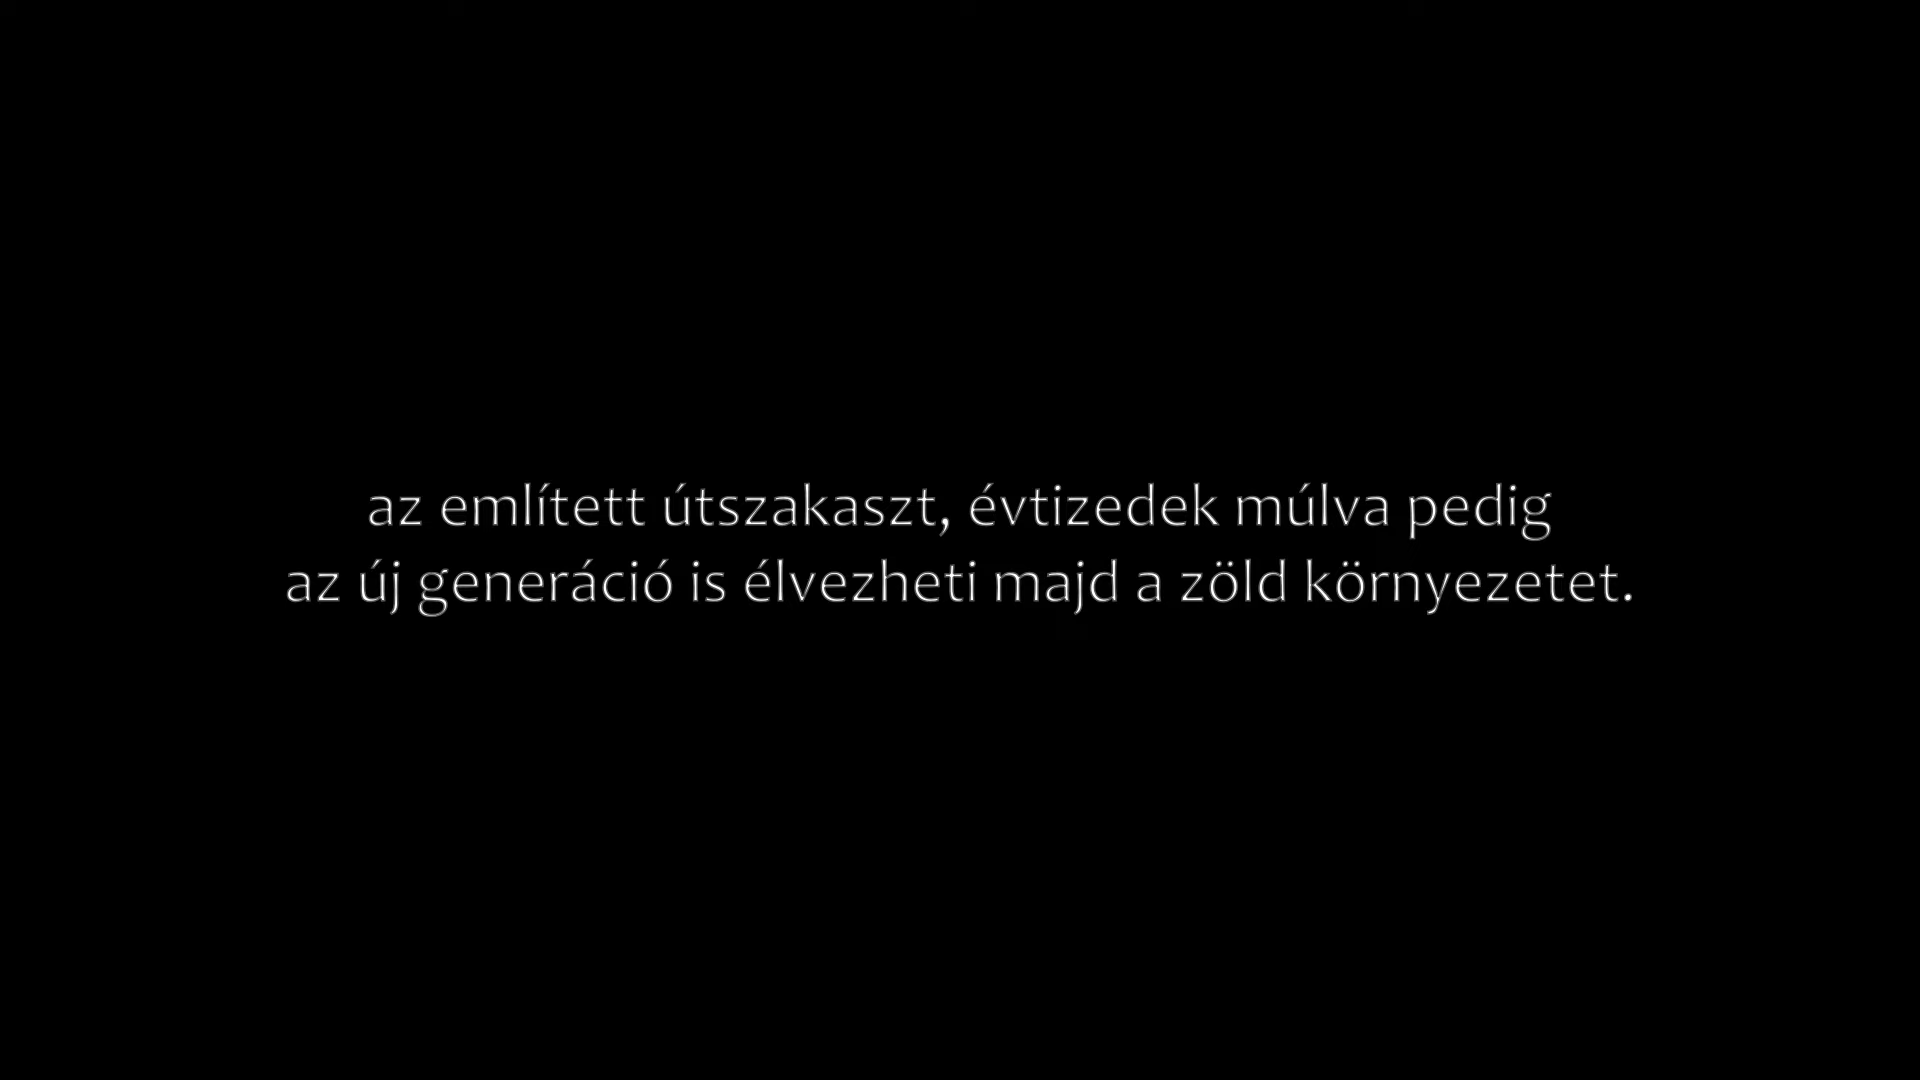 az említett útszakaszt, évtizedek múlva pedig
az új generáció is élvezheti majd a zöld környezetet.